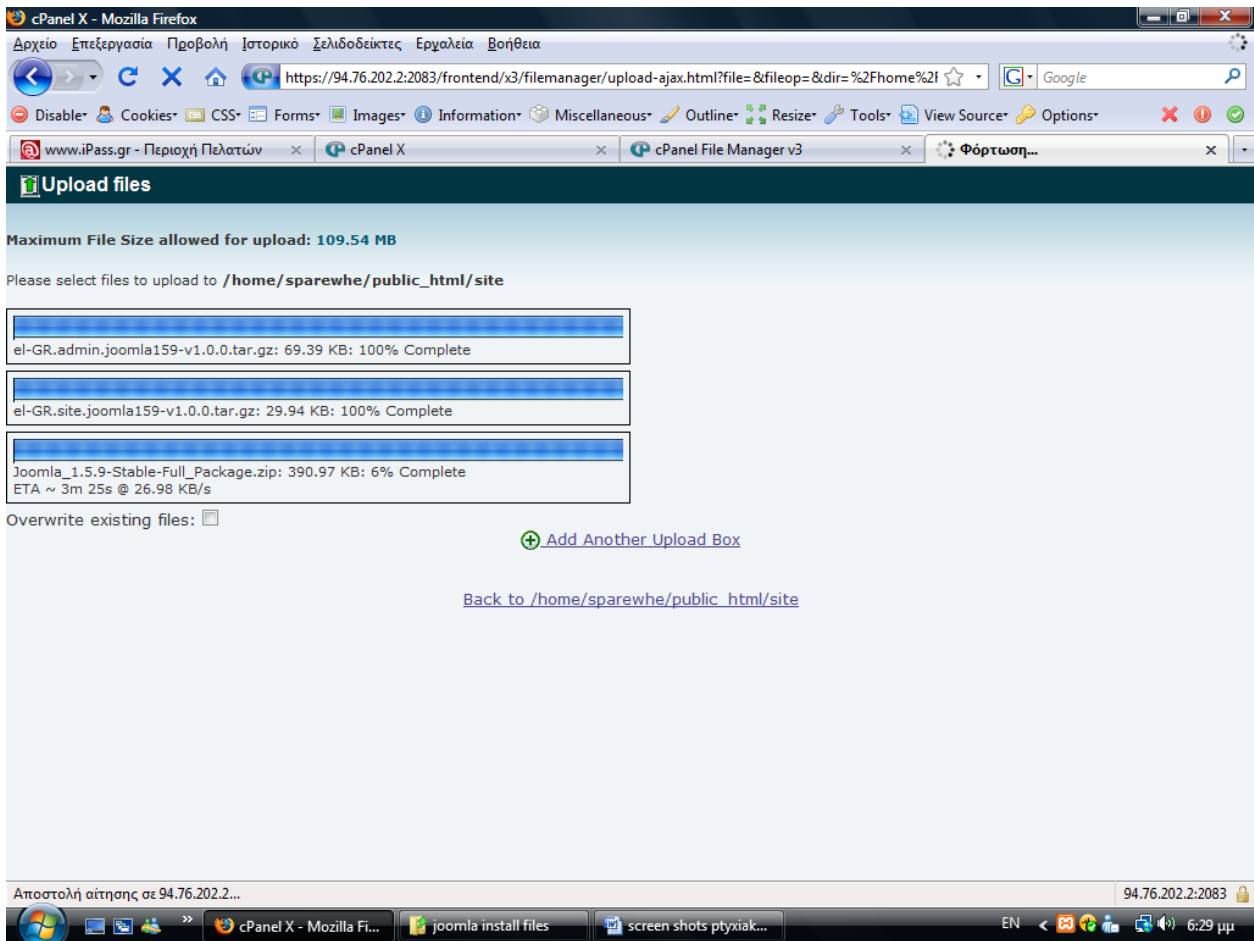 cPanel X - Mozilla Firefox
Αρχείο Επεξεργασία Προβολή Ιστορικό Σελιδοδείκτες Εργαλεία Βοήθεια
https://94.76.202.2:2083/frontend/x3/filemanager/upload-ajax.html?file=&fileop=&dir=%2Fhome%2F
Google
Disable Cookies CSS Forms Images Information Miscellaneous Outline Resize Tools View Source Options
www.iPass.gr - Περιοχή Πελατών cPanel X cPanel File Manager v3 Φόρτωση...
Upload files
Maximum File Size allowed for upload: 109.54 MB
Please select files to upload to /home/sparewhe/public_html/site
el-GR.admin.joomla159-v1.0.0.tar.gz: 69.39 KB: 100% Complete
el-GR.site.joomla159-v1.0.0.tar.gz: 29.94 KB: 100% Complete
Joomla_1.5.9-Stable-Full_Package.zip: 390.97 KB: 6% Complete
ETA ~ 3m 25s @ 26.98 KB/s
Overwrite existing files:
Add Another Upload Box
Back to /home/sparewhe/public_html/site
Αποστολή αίτησης σε 94.76.202.2... 94.76.202.2:2083
cPanel X - Mozilla Fi... joomla install files screen shots ptyxiak... EN 6:29 μμ